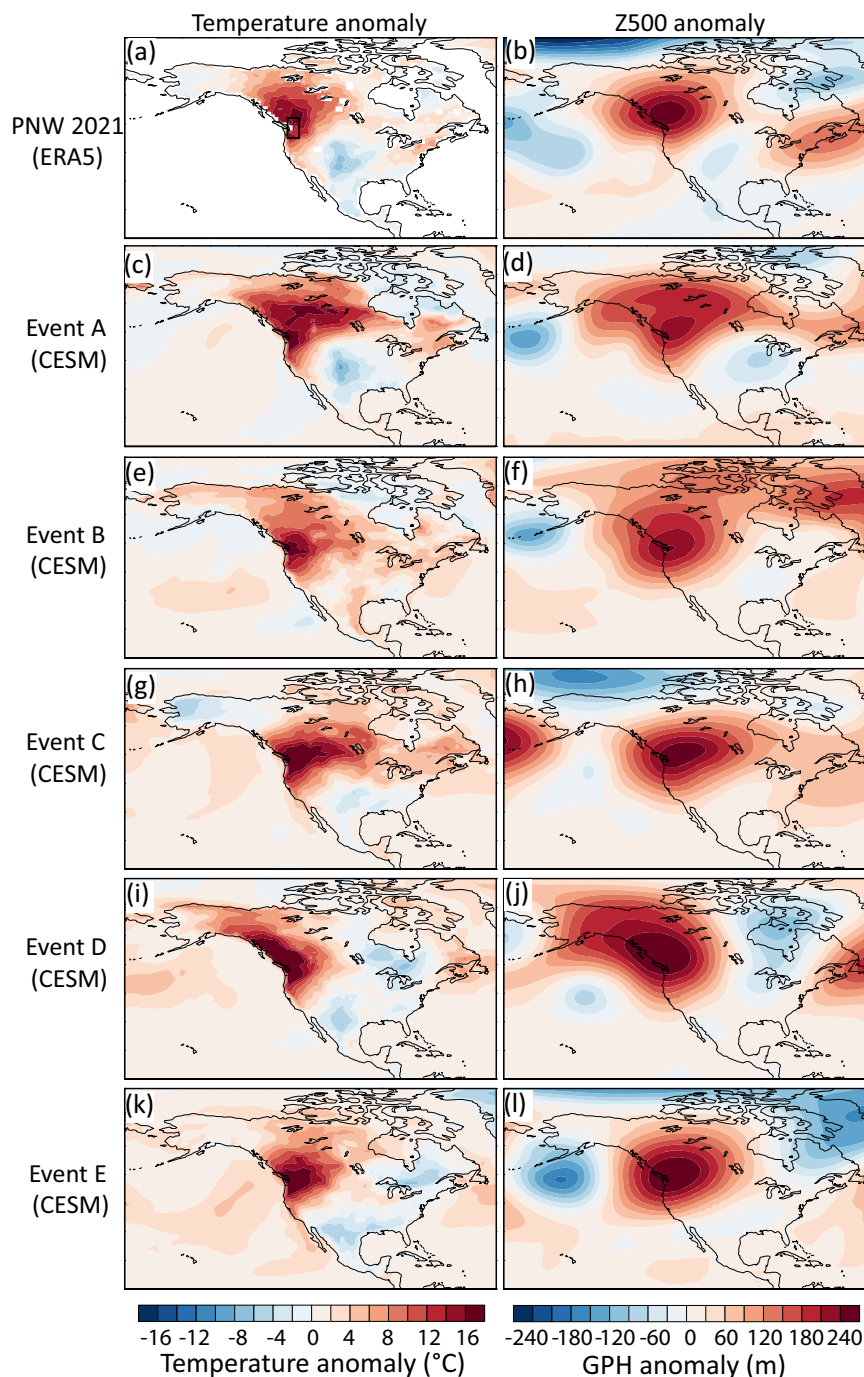 Temperature anomaly Z500 anomaly
(a) (b)
PNW 2021
(ERA5)
(c) (d)
Event A
(CESM)
(e) (f)
Event B
(CESM)
(g) (h)
Event C
(CESM)
(i) (j)
Event D
(CESM)
(k) (l)
Event E
(CESM)
-16 -12 -8 -4 0 4 8 12 16 -240 -180 -120 -60 0 60 120 180 240
Temperature anomaly (°C) GPH anomaly (m)